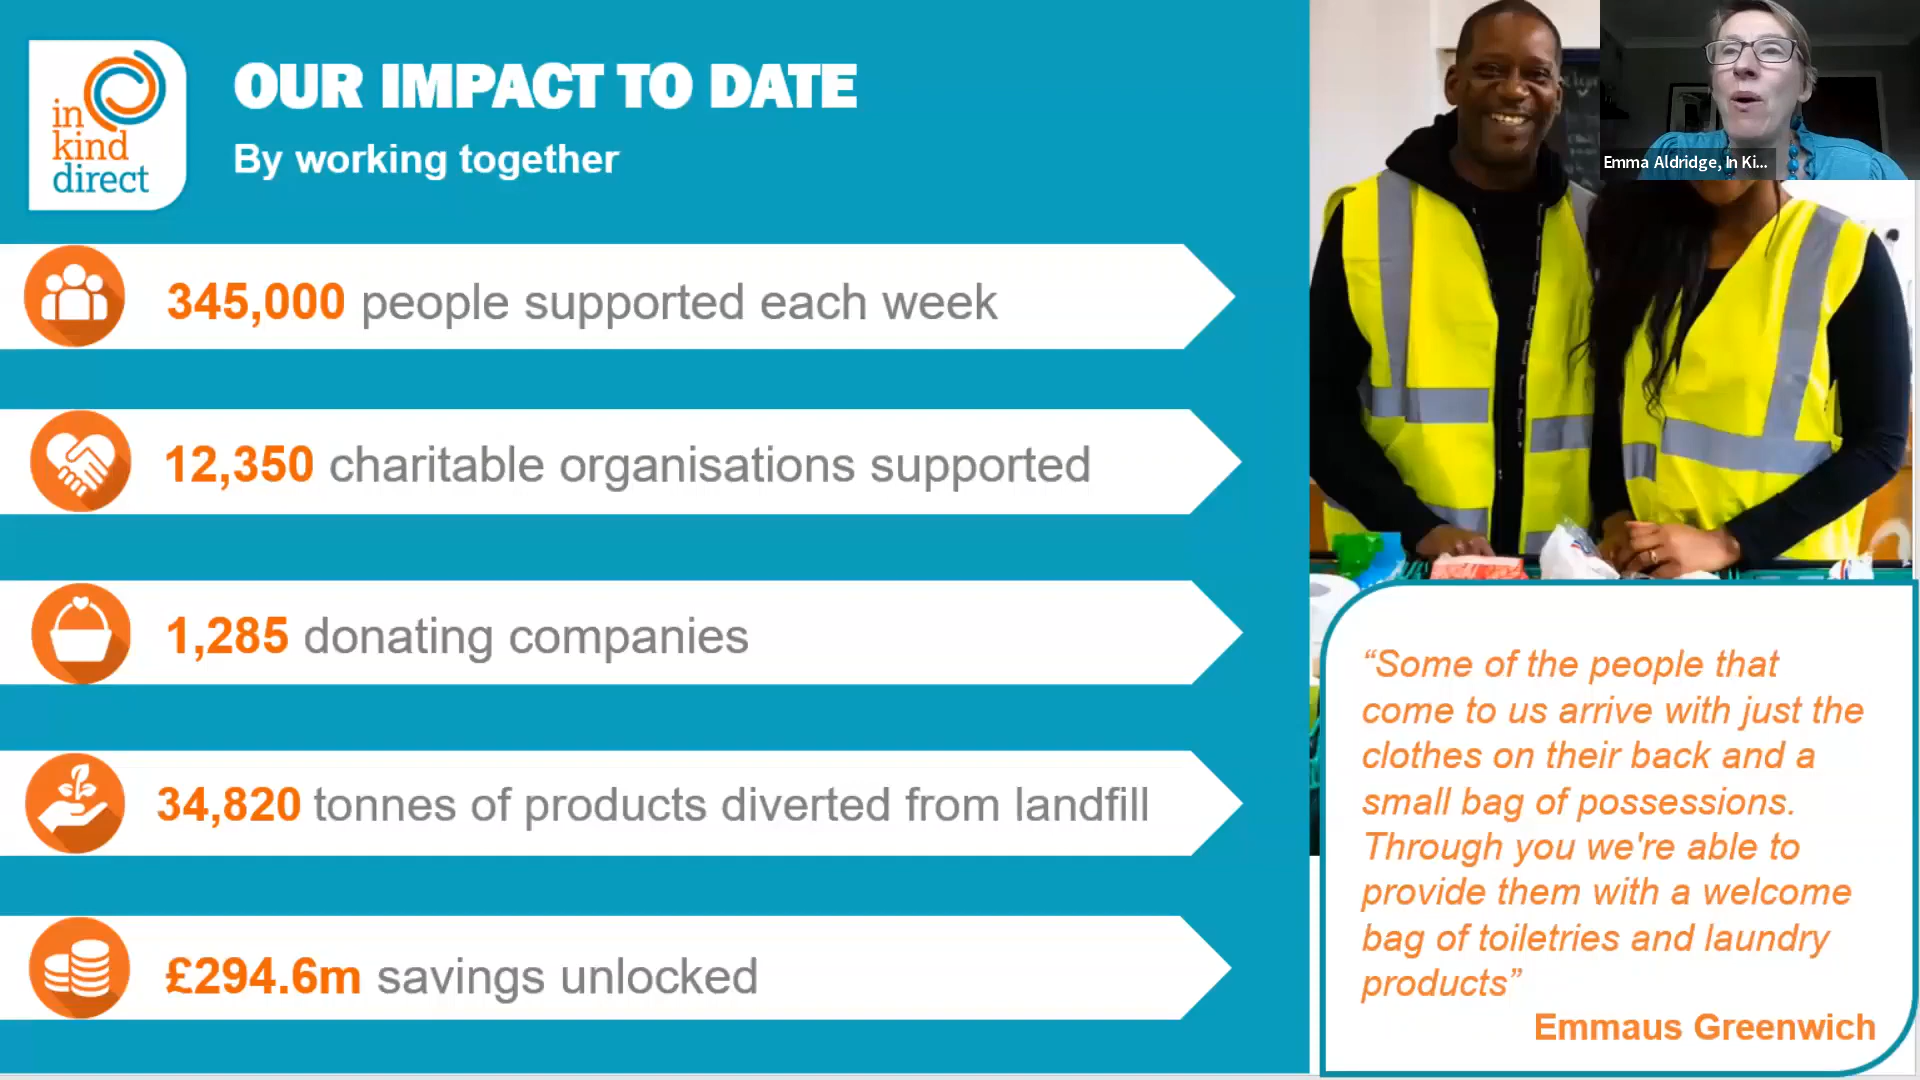 in
kind
direct
OUR IMPACT TO DATE
By working together
345,000 people supported each week
12,350 charitable organisations supported
1,285 donating companies
34,820 tonnes of products diverted from landfill
£294.6m savings unlocked
Emma Aldridge, In Ki...
“Some of the people that
come to us arrive with just the
clothes on their back and a
small bag of possessions.
Through you we're able to
provide them with a welcome
bag of toiletries and laundry
products”
Emmaus Greenwich